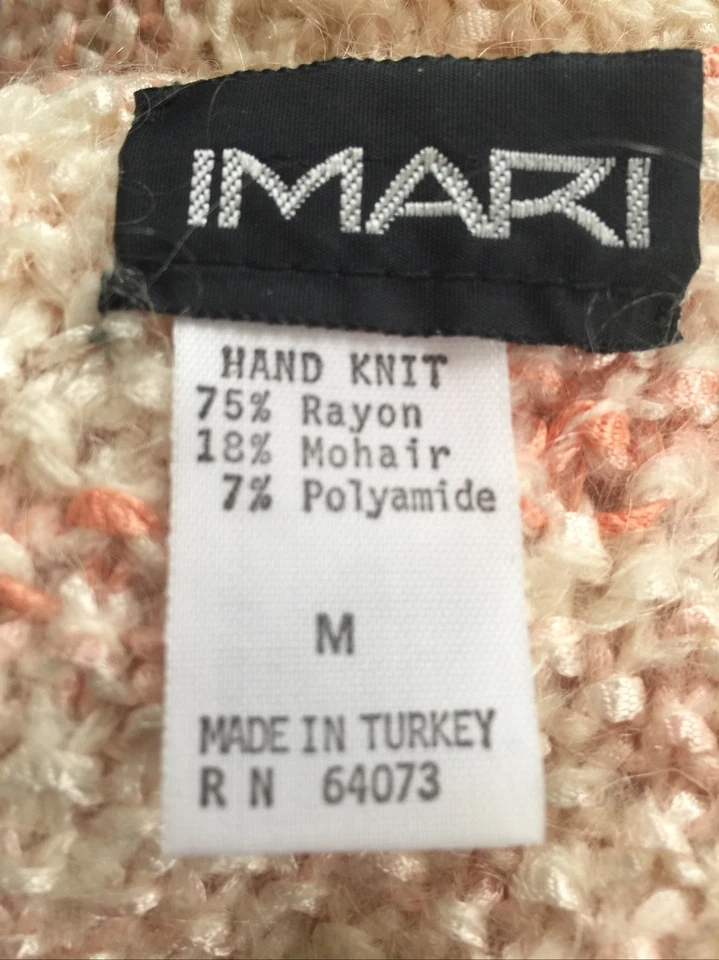 IMARI
HAND KNIT
75% Rayon
18% Mohair
7% Polyamide
M
MADE IN TURKEY
R N 64073